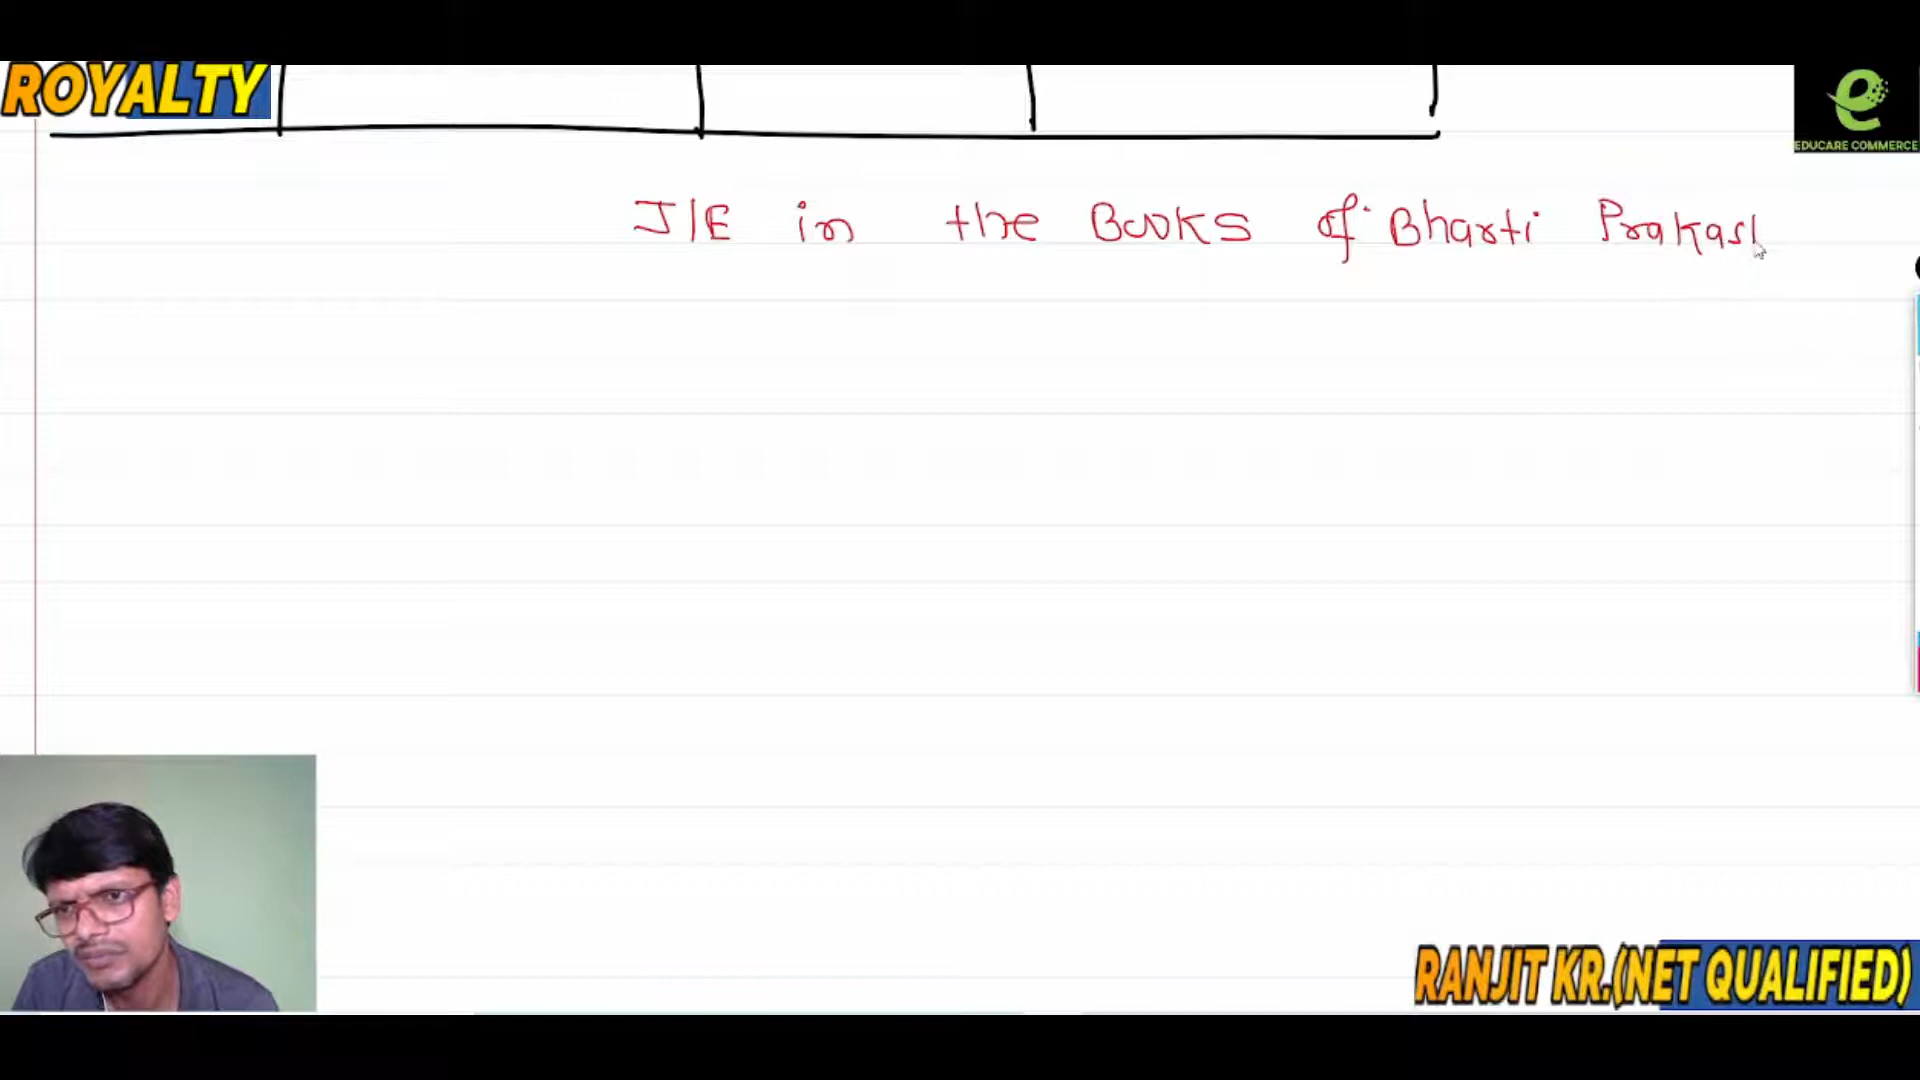 ROYALTY
e
EDUCARE COMMERCE
J/E in the Books of Bharti Prakash
RANJIT KR.(NET QUALIFIED)